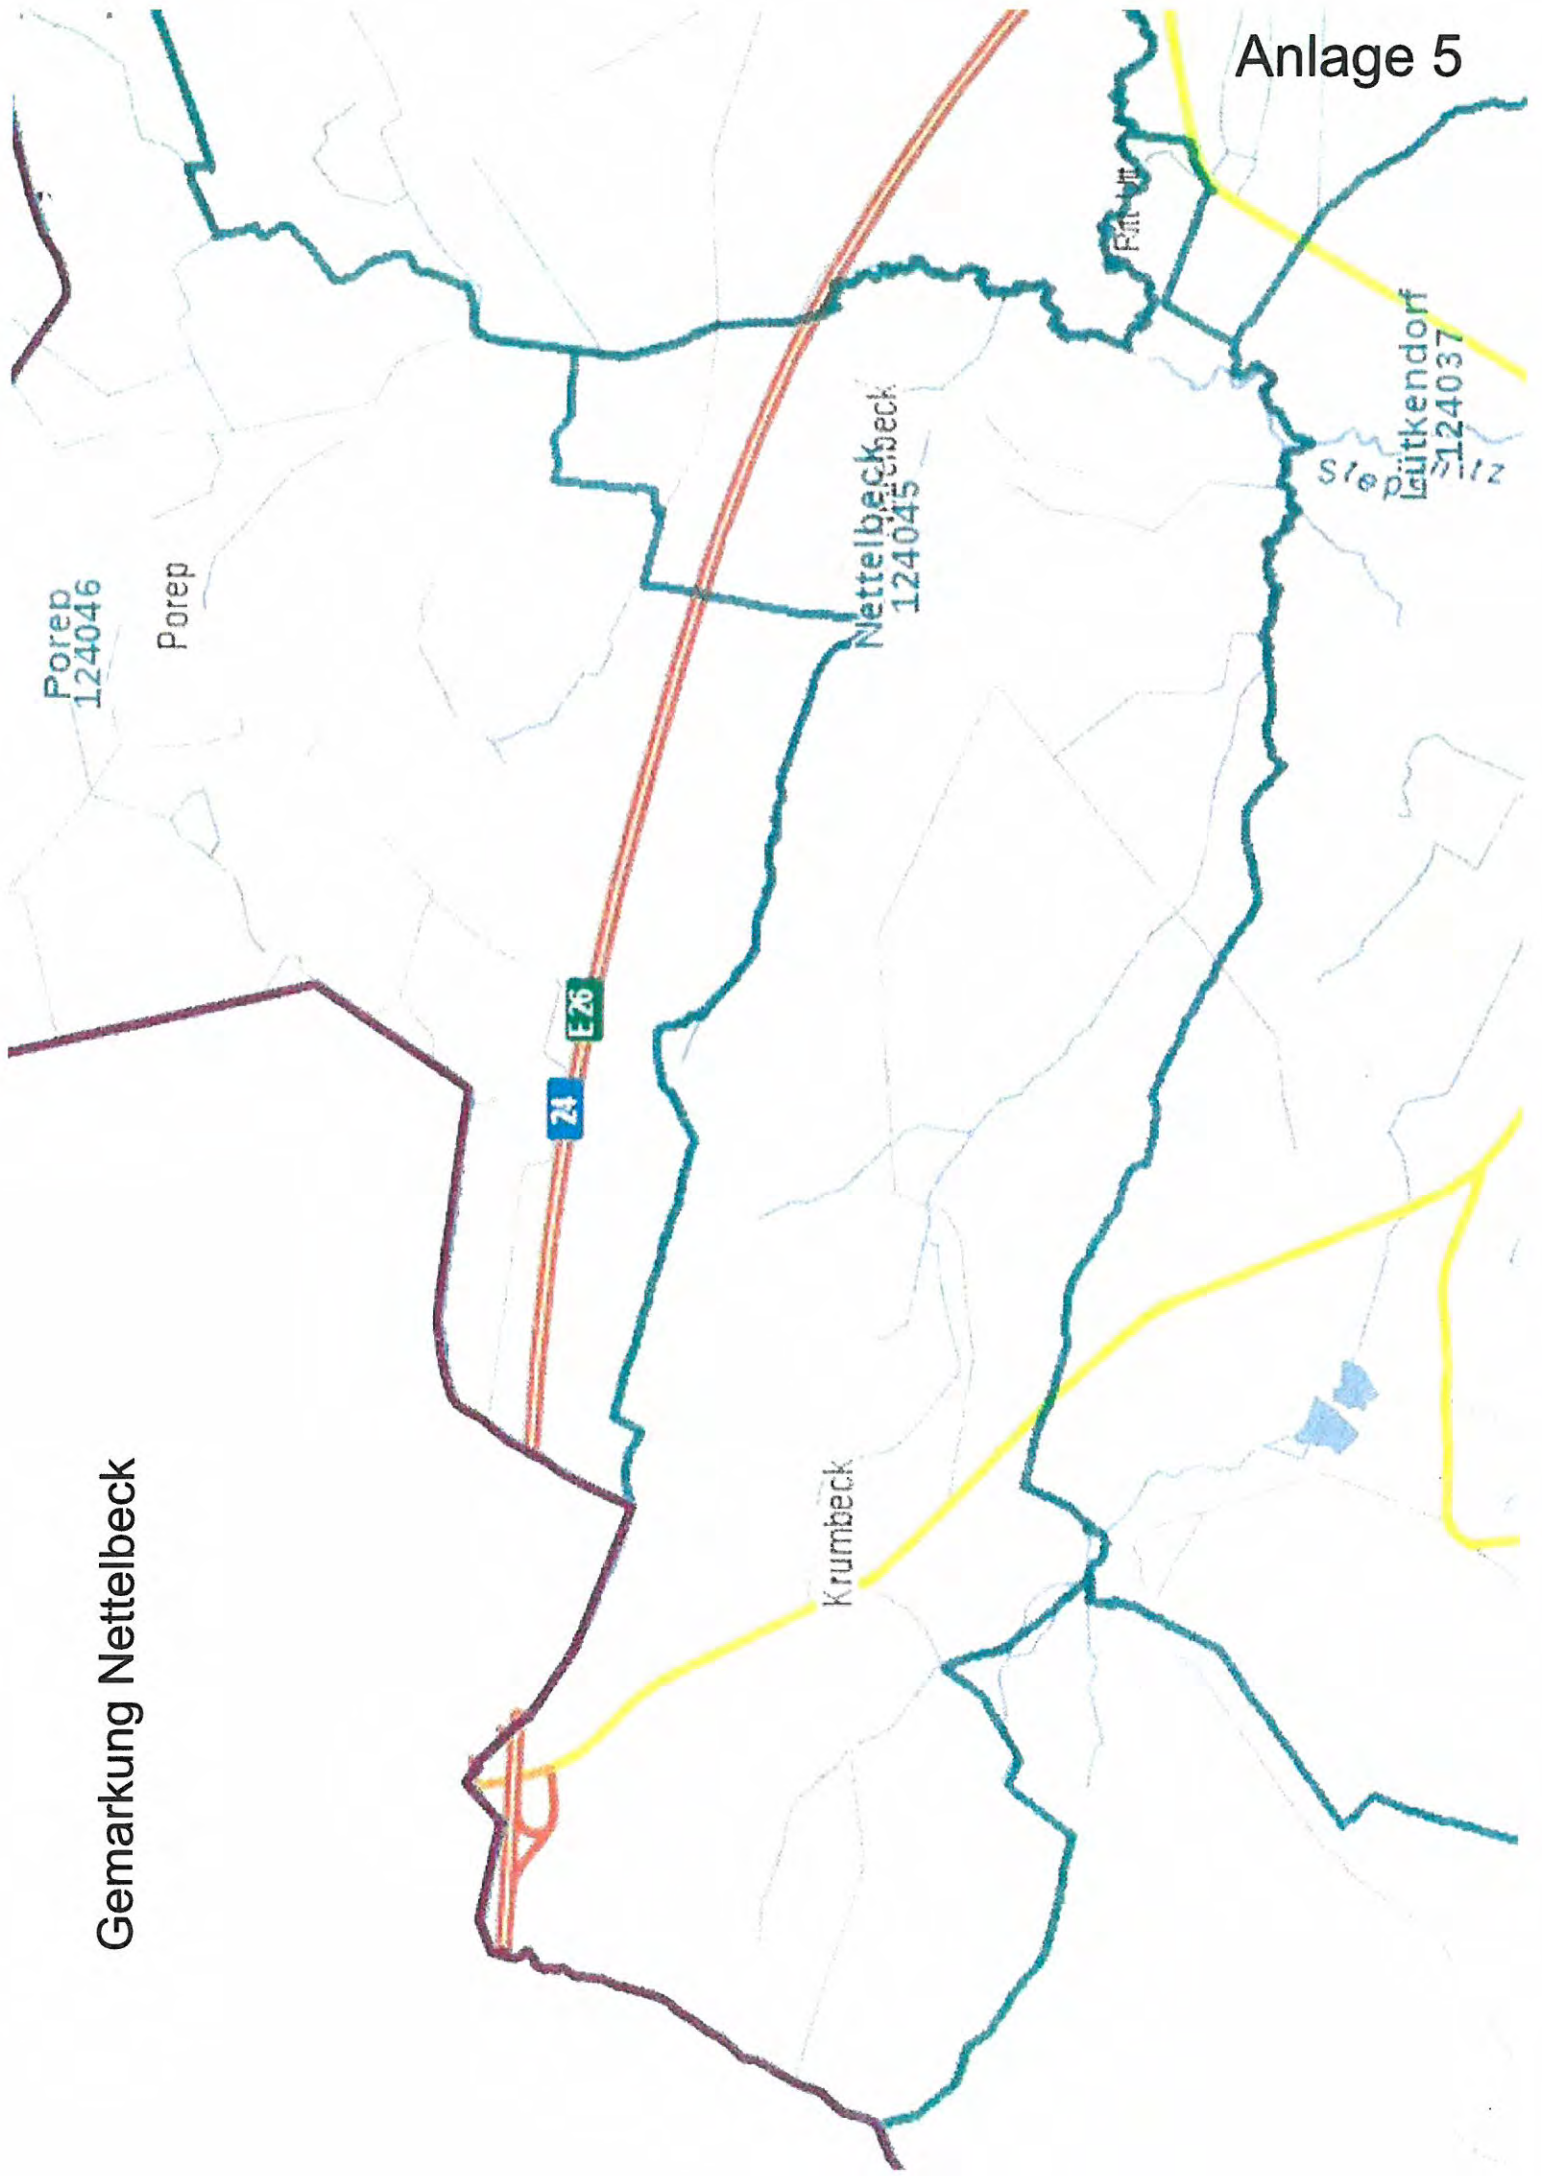 Anlage 5
Gemarkung Nettelbeck
Porep
124046
Porep
24
E 26
Nettelbeck
124045
Krumbeck
Lütkendorf
124037